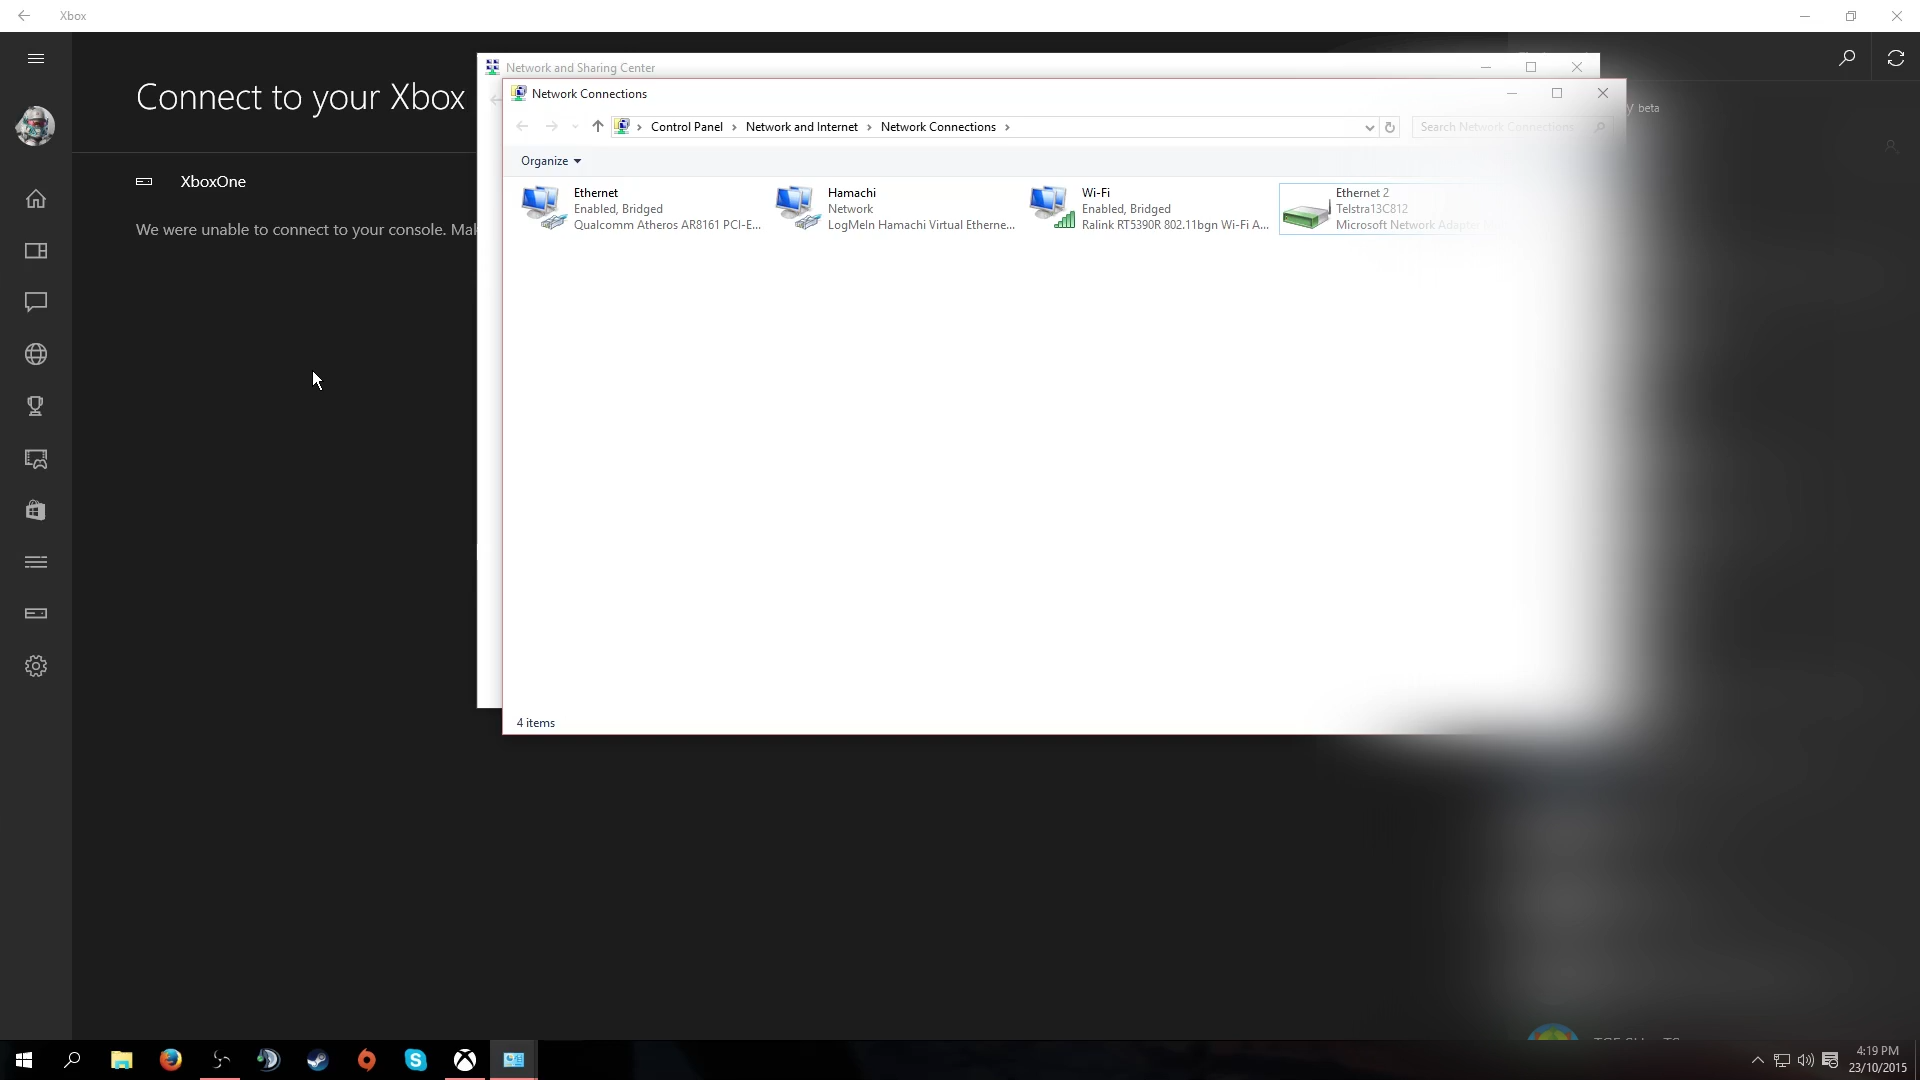 Xbox
Connect to your Xbox
Network and Sharing Center
Network Connections
beta
Control Panel
Network and Internet
Network Connections
Search Network Connections
Organize
XboxOne
We were unable to connect to your console.
Ethernet
Enabled, Bridged
Qualcomm Atheros AR8161 PCI-E...
Hamachi
Network
LogMeIn Hamachi Virtual Etherne...
Wi-Fi
Enabled, Bridged
Ralink RT5390R 802.11bgn Wi-Fi A...
Ethernet 2
Telstra13C812
Microsoft Network Adapter
4 items
4:19 PM
23/10/2015